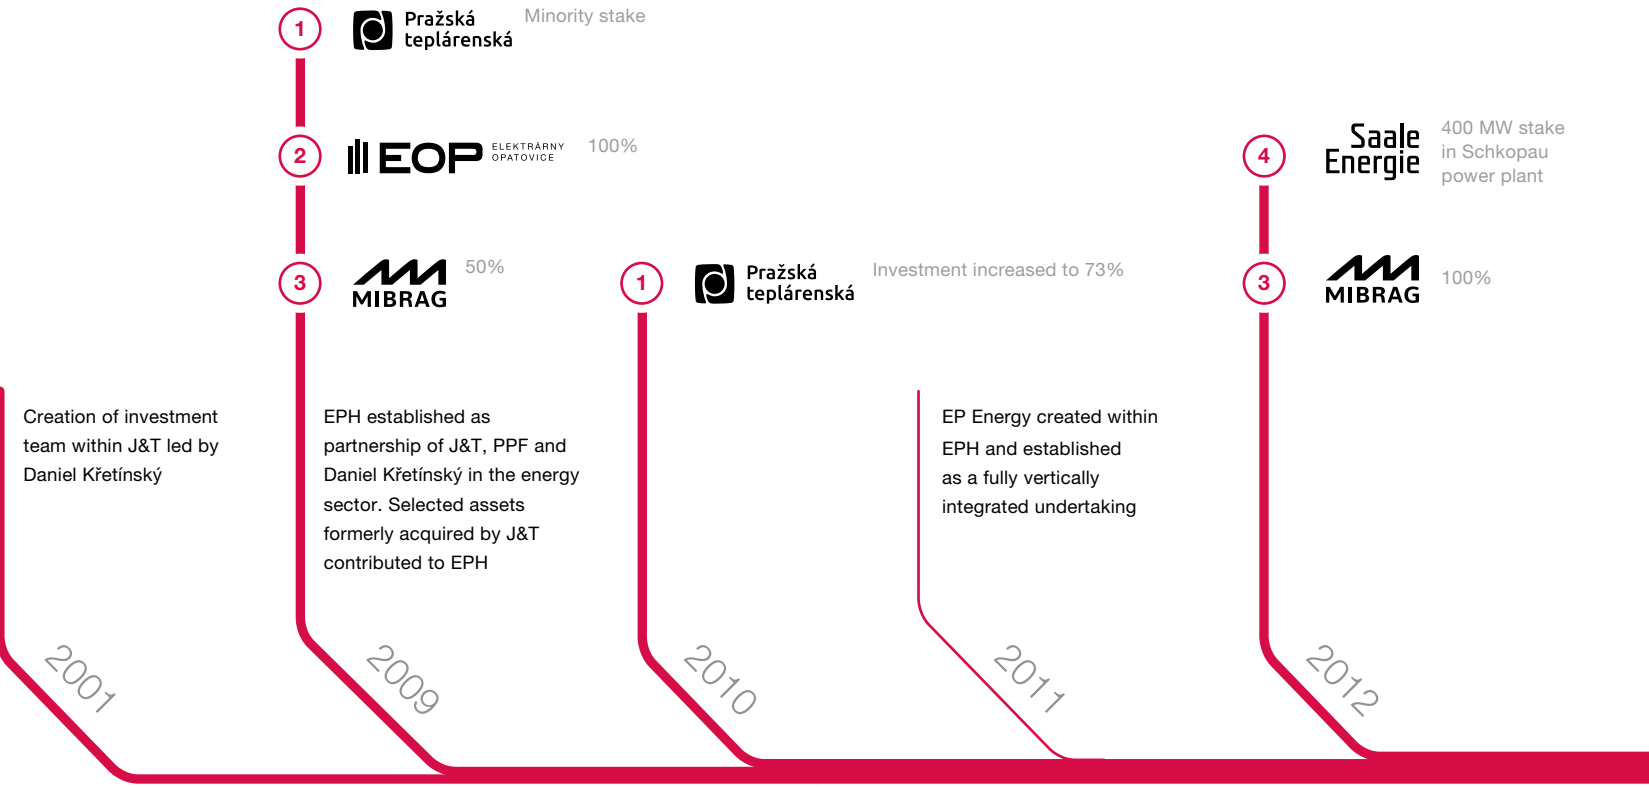 1
Pražská
teplárenská
Minority stake
2
EOP
ELEKTRÁRNY
OPATOVICE
100%
3
MIBRAG
50%
1
Pražská
teplárenská
Investment increased to 73%
4
Saale
Energie
400 MW stake
in Schkopau
power plant
3
MIBRAG
100%
Creation of investment
team within J&T led by
Daniel Křetínský
EPH established as
partnership of J&T, PPF and
Daniel Křetínský in the energy
sector. Selected assets
formerly acquired by J&T
contributed to EPH
EP Energy created within
EPH and established
as a fully vertically
integrated undertaking
2001
2009
2010
2011
2012